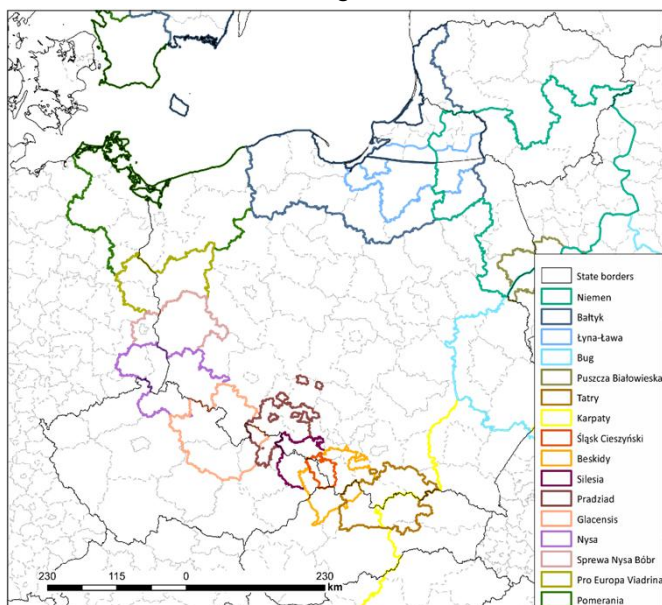 State borders
Niemen
Bałtyk
Łyna-Ława
Bug
Puszcza Białowieska
Tatry
Karpaty
Śląsk Cieszyński
Beskidy
Silesia
Pradziad
Glacensis
Nysa
Sprewa Nysa Bóbr
Pro Europa Viadrina
Pomerania
230 115 0 230
km